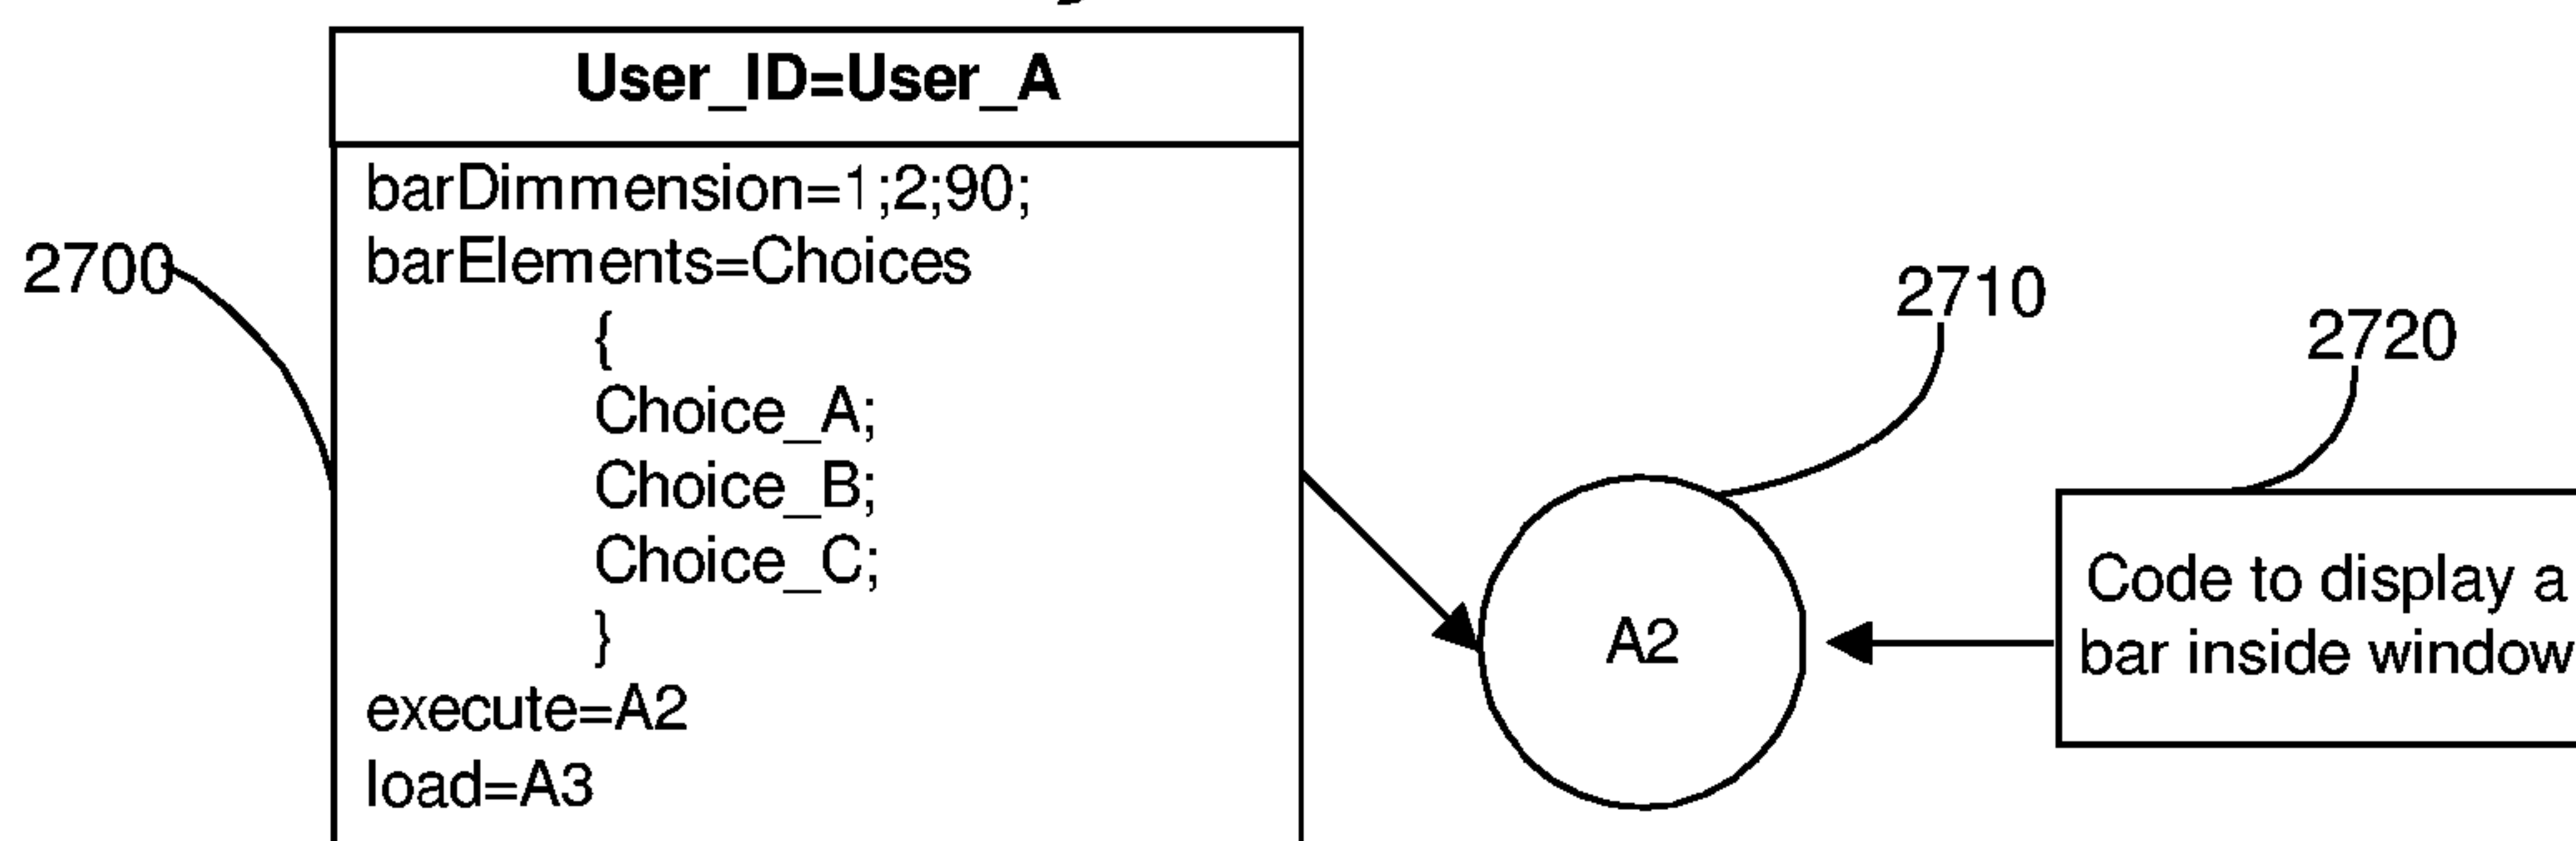 User_ID=User_A
barDimmension=1;2;90;
barElements=Choices
{
Choice_A;
Choice_B;
Choice_C;
}
execute=A2
load=A3
2700
2710
A2
2720
Code to display a
bar inside window